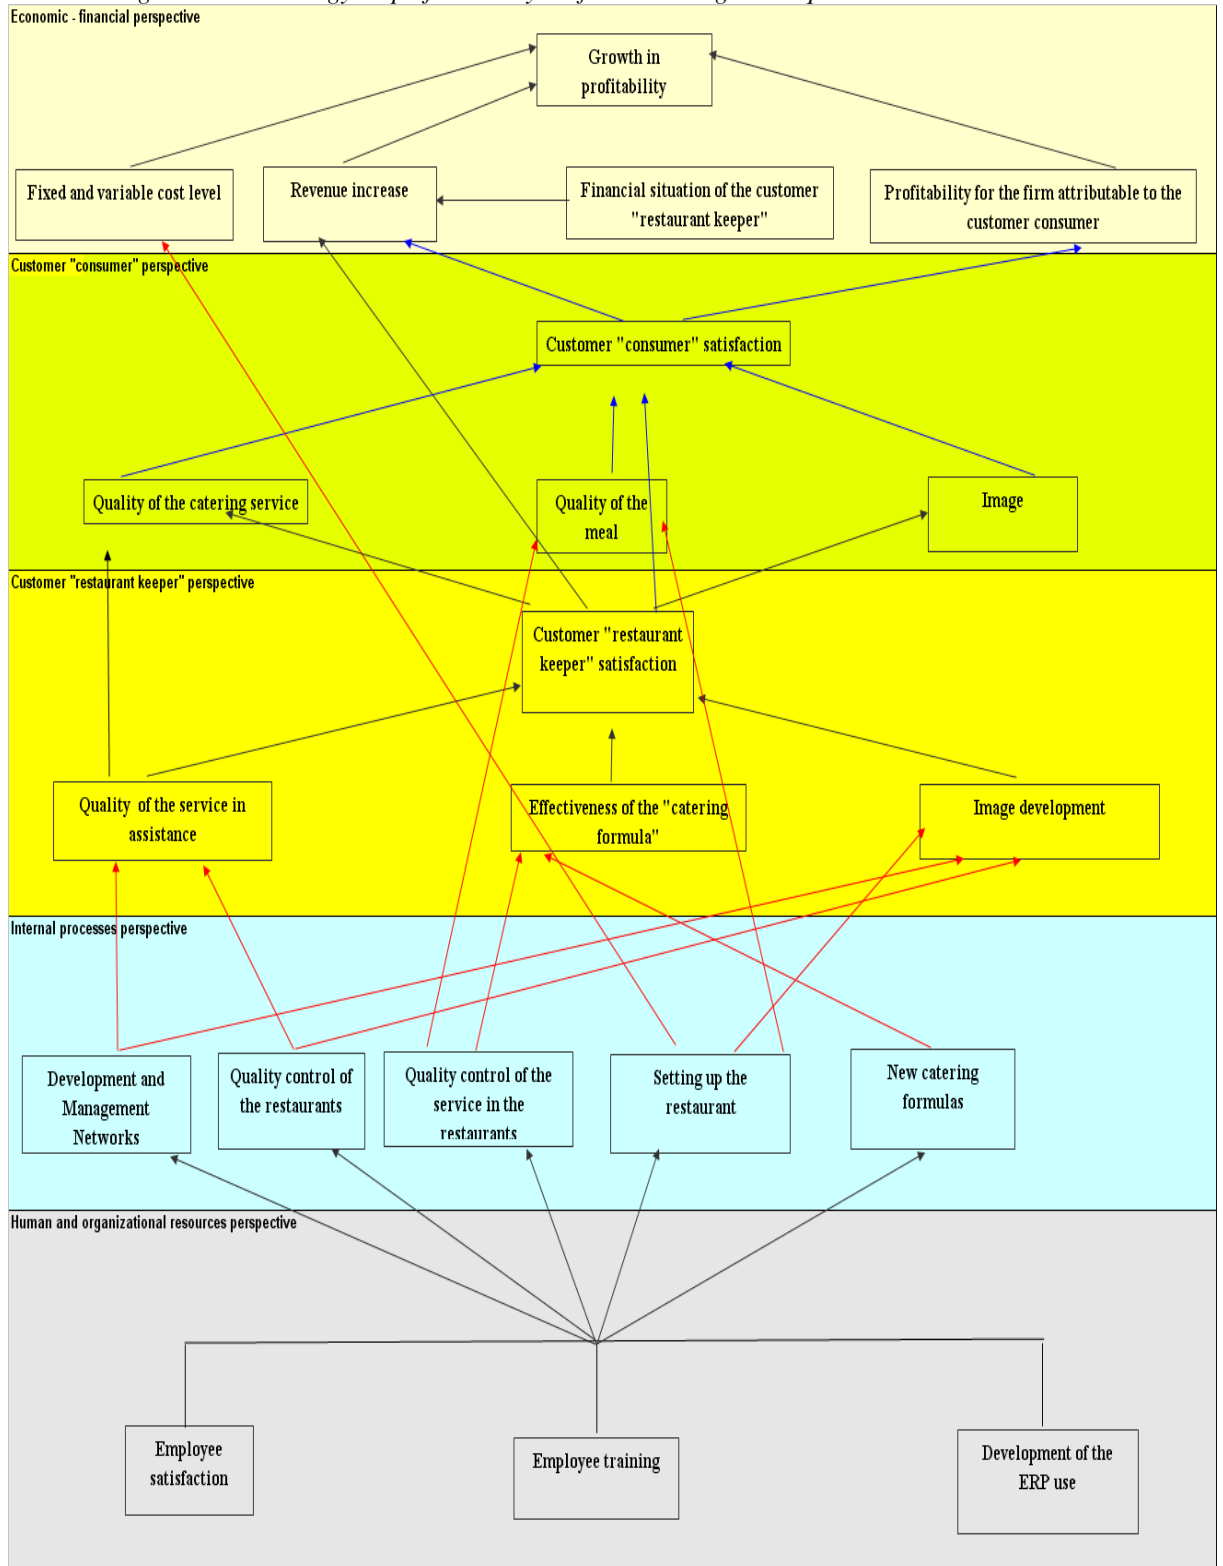 Economic - financial perspective
Growth in
profitability
Fixed and variable cost level
Revenue increase
Financial situation of the customer
"restaurant keeper"
Profitability for the firm attributable to the
customer consumer
Customer "consumer" perspective
Customer "consumer" satisfaction
Quality of the catering service
Quality of the
meal
Image
Customer "restaurant keeper" perspective
Customer "restaurant
keeper" satisfaction
Quality of the service in
assistance
Effectiveness of the "catering
formula"
Image development
Internal processes perspective
Development and
Management
Networks
Quality control of
the restaurants
Quality control of the
service in the
restaurants
Setting up the
restaurant
New catering
formulas
Human and organizational resources perspective
Employee
satisfaction
Employee training
Development of the
ERP use